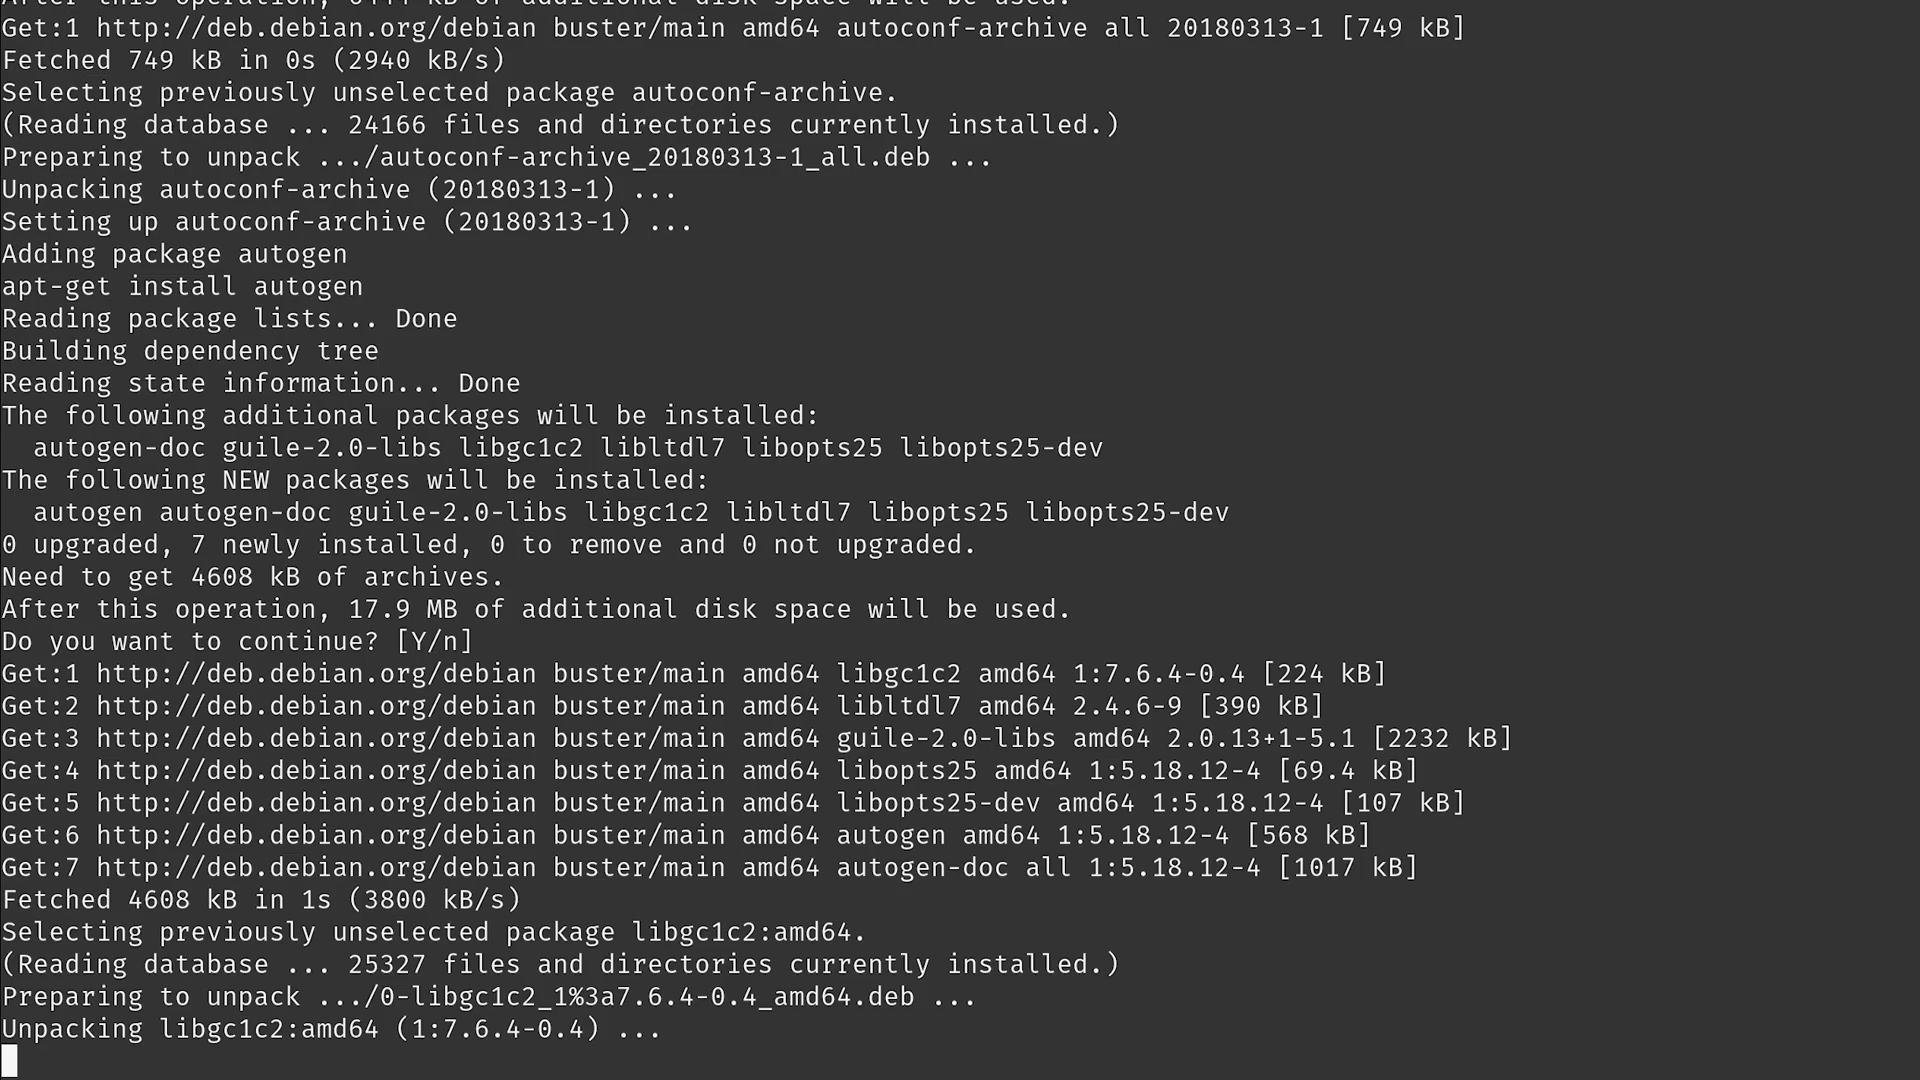 After this operation, 6444 kB of additional disk space will be used.
Get:1 http://deb.debian.org/debian buster/main amd64 autoconf-archive all 20180313-1 [749 kB]
Fetched 749 kB in 0s (2940 kB/s)
Selecting previously unselected package autoconf-archive.
(Reading database ... 24166 files and directories currently installed.)
Preparing to unpack .../autoconf-archive_20180313-1_all.deb ...
Unpacking autoconf-archive (20180313-1) ...
Setting up autoconf-archive (20180313-1) ...
Adding package autogen
apt-get install autogen
Reading package lists... Done
Building dependency tree
Reading state information... Done
The following additional packages will be installed:
  autogen-doc guile-2.0-libs libgc1c2 libltdl7 libopts25 libopts25-dev
The following NEW packages will be installed:
  autogen autogen-doc guile-2.0-libs libgc1c2 libltdl7 libopts25 libopts25-dev
0 upgraded, 7 newly installed, 0 to remove and 0 not upgraded.
Need to get 4608 kB of archives.
After this operation, 17.9 MB of additional disk space will be used.
Do you want to continue? [Y/n]
Get:1 http://deb.debian.org/debian buster/main amd64 libgc1c2 amd64 1:7.6.4-0.4 [224 kB]
Get:2 http://deb.debian.org/debian buster/main amd64 libltdl7 amd64 2.4.6-9 [390 kB]
Get:3 http://deb.debian.org/debian buster/main amd64 guile-2.0-libs amd64 2.0.13+1-5.1 [2232 kB]
Get:4 http://deb.debian.org/debian buster/main amd64 libopts25 amd64 1:5.18.12-4 [69.4 kB]
Get:5 http://deb.debian.org/debian buster/main amd64 libopts25-dev amd64 1:5.18.12-4 [107 kB]
Get:6 http://deb.debian.org/debian buster/main amd64 autogen amd64 1:5.18.12-4 [568 kB]
Get:7 http://deb.debian.org/debian buster/main amd64 autogen-doc all 1:5.18.12-4 [1017 kB]
Fetched 4608 kB in 1s (3800 kB/s)
Selecting previously unselected package libgc1c2:amd64.
(Reading database ... 25327 files and directories currently installed.)
Preparing to unpack .../0-libgc1c2_1%3a7.6.4-0.4_amd64.deb ...
Unpacking libgc1c2:amd64 (1:7.6.4-0.4) ...